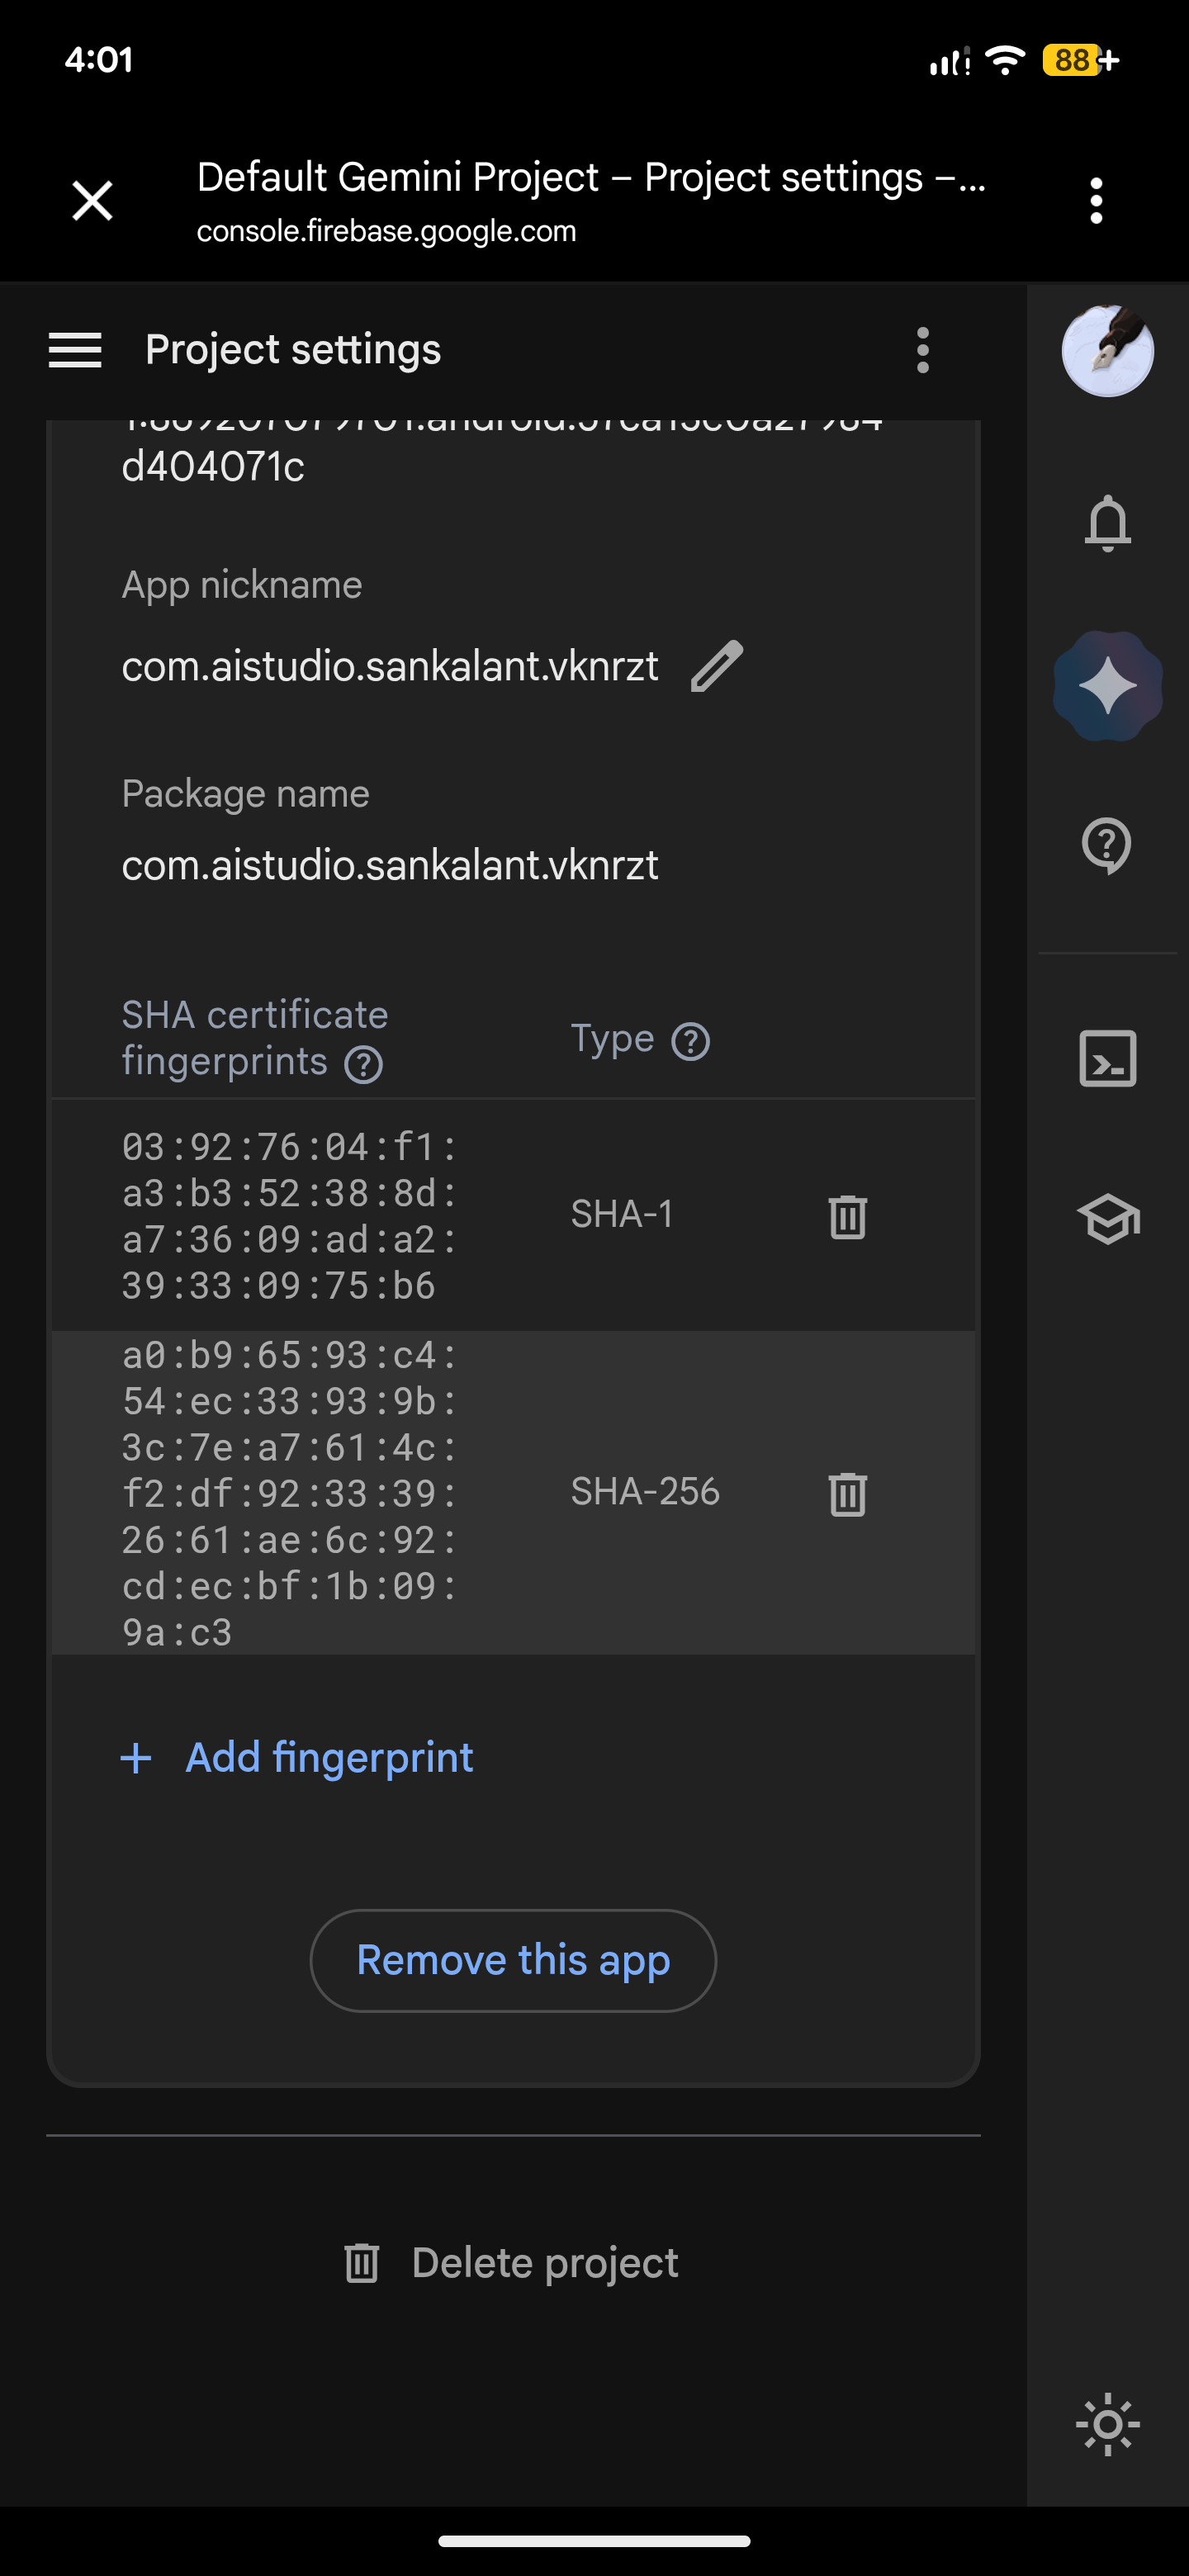 4:01
88
Default Gemini Project – Project settings –...
console.firebase.google.com
Project settings
d404071c
App nickname
com.aistudio.sankalant.vknrzt
Package name
com.aistudio.sankalant.vknrzt
SHA certificate
fingerprints
Type
03:92:76:04:f1:
a3:b3:52:38:8d:
a7:36:09:ad:a2:
39:33:09:75:b6
SHA-1
a0:b9:65:93:c4:
54:ec:33:93:9b:
3c:7e:a7:61:4c:
f2:df:92:33:39:
26:61:ae:6c:92:
cd:ec:bf:1b:09:
9a:c3
SHA-256
+ Add fingerprint
Remove this app
Delete project